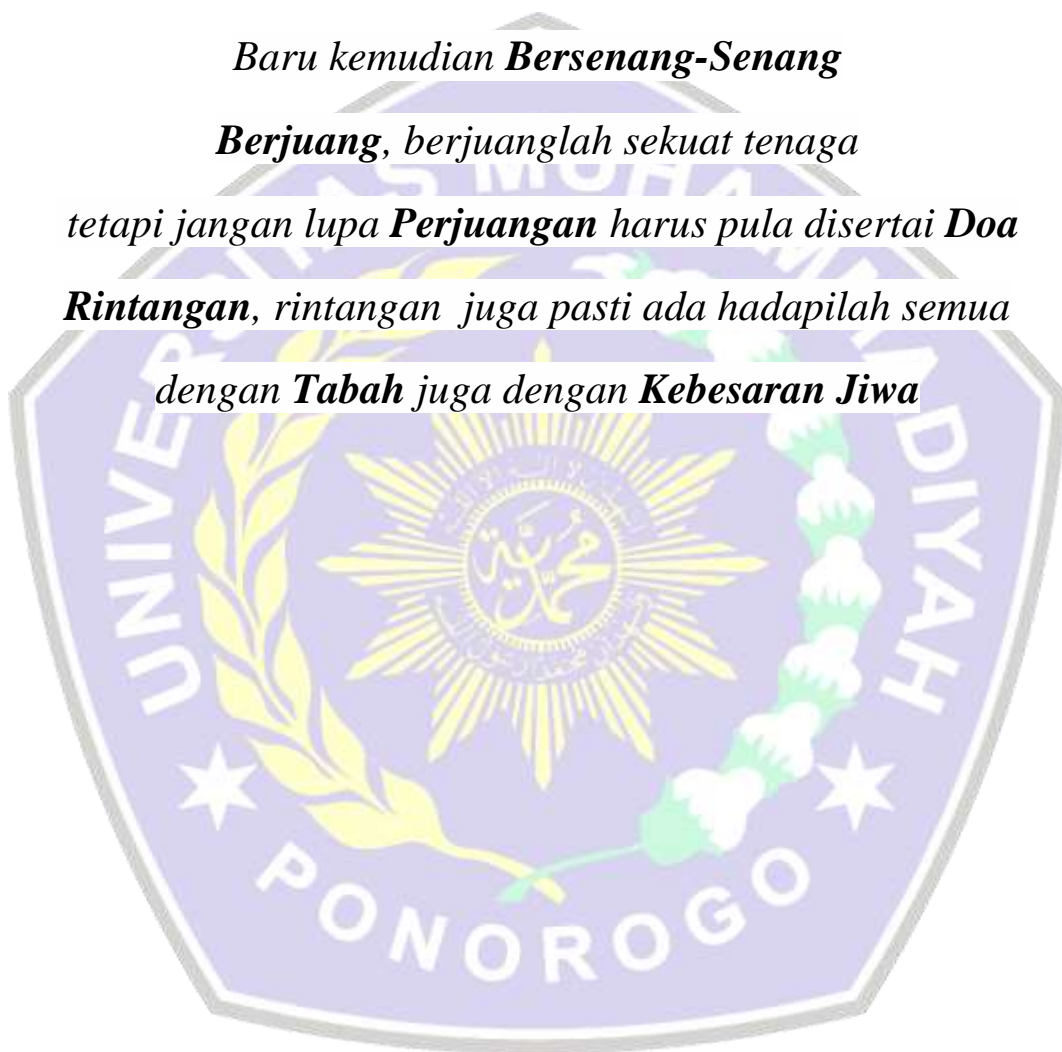 Baru kemudian Bersenang-Senang
Berjuang, berjuanglah sekuat tenaga
tetapi jangan lupa Perjuangan harus pula disertai Doa
Rintangan, rintangan juga pasti ada hadapilah semua
dengan Tabah juga dengan Kebesaran Jiwa
UNIVERSITAS MUHAMMADIYAH
محمدية
PONOROGO